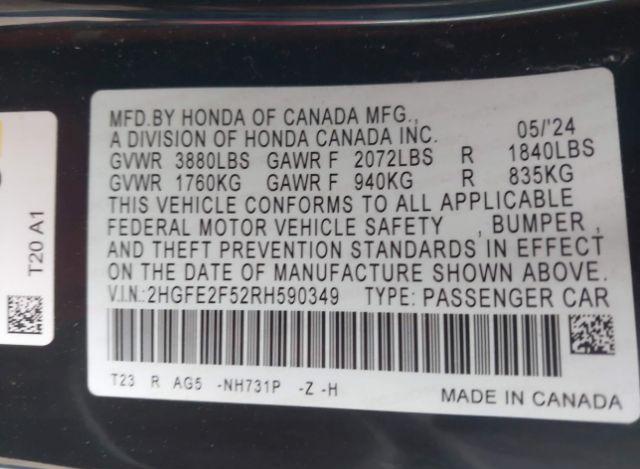 MFD.BY HONDA OF CANADA MFG.,
A DIVISION OF HONDA CANADA INC. 05/'24
GVWR 3880LBS GAWR F 2072LBS R 1840LBS
GVWR 1760KG GAWR F 940KG R 835KG
THIS VEHICLE CONFORMS TO ALL APPLICABLE
FEDERAL MOTOR VEHICLE SAFETY , BUMPER ,
AND THEFT PREVENTION STANDARDS IN EFFECT
ON THE DATE OF MANUFACTURE SHOWN ABOVE.
V.I.N.:2HGFE2F52RH590349 TYPE: PASSENGER CAR
T23 R AG5 -NH731P -Z -H
MADE IN CANADA
T20 A1